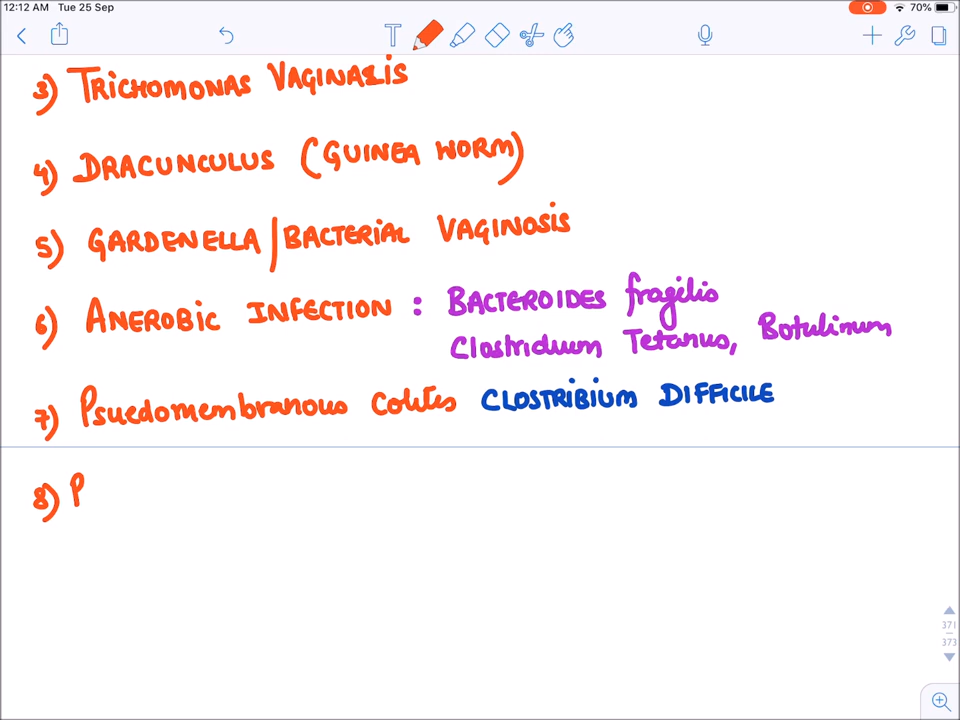 12:12 AM Tue 25 Sep 70%
T
3) TRICHOMONAS VAGINALIS
4) DRACUNCULUS (GUINEA WORM)
5) GARDENELLA/BACTERIAL VAGINOSIS
6) ANEROBIC INFECTION : BACTEROIDES fragilis
Clostridium Tetanus, Botulinum
7) Psuedomembranous colites CLOSTRIBIUM DIFFICILE
8) P
371
373